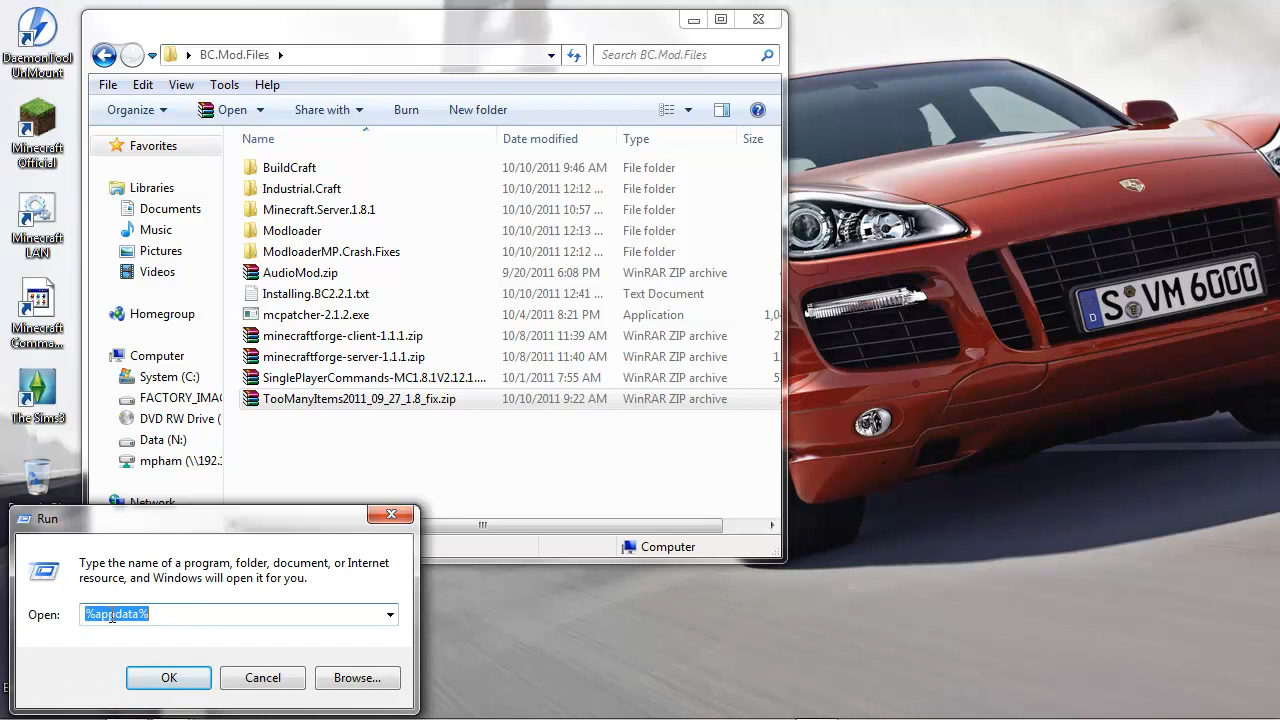 DaemonTool
UnMount
Minecraft
Official
Minecraft
LAN
Minecraft
Comma...
The Sims3
BC.Mod.Files
Search BC.Mod.Files
File Edit View Tools Help
Organize Open Share with Burn New folder
Name Date modified Type Size
Favorites
Libraries
Documents
Music
Pictures
Videos
Homegroup
Computer
System (C:)
FACTORY_IMAG
DVD RW Drive (
Data (N:)
mpham (\\192.
Network
BuildCraft 10/10/2011 9:46 AM File folder
Industrial.Craft 10/10/2011 12:12 ... File folder
Minecraft.Server.1.8.1 10/10/2011 10:57 ... File folder
Modloader 10/10/2011 12:13 ... File folder
ModloaderMP.Crash.Fixes 10/10/2011 12:12 ... File folder
AudioMod.zip 9/20/2011 6:08 PM WinRAR ZIP archive
Installing.BC2.2.1.txt 10/10/2011 12:41 ... Text Document
mcpatcher-2.1.2.exe 10/4/2011 8:21 PM Application 1,0
minecraftforge-client-1.1.1.zip 10/8/2011 11:39 AM WinRAR ZIP archive
minecraftforge-server-1.1.1.zip 10/8/2011 11:40 AM WinRAR ZIP archive
SinglePlayerCommands-MC1.8.1V2.12.1.... 10/1/2011 7:55 AM WinRAR ZIP archive
TooManyItems2011_09_27_1.8_fix.zip 10/10/2011 9:22 AM WinRAR ZIP archive
Computer
Run
Type the name of a program, folder, document, or Internet
resource, and Windows will open it for you.
Open: %appdata%
OK Cancel Browse...
D S VM 6000